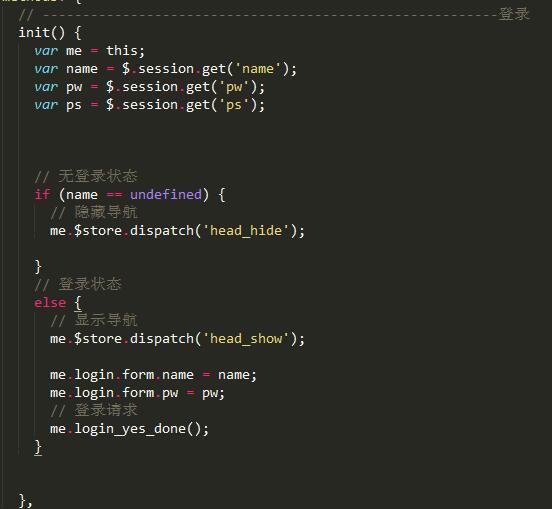 // ---------------------------------------------------------登录
init() {
var me = this;
var name = $.session.get('name');
var pw = $.session.get('pw');
var ps = $.session.get('ps');
// 无登录状态
if (name == undefined) {
// 隐藏导航
me.$store.dispatch('head_hide');
}
// 登录状态
else {
// 显示导航
me.$store.dispatch('head_show');
me.login.form.name = name;
me.login.form.pw = pw;
// 登录请求
me.login_yes_done();
}
},